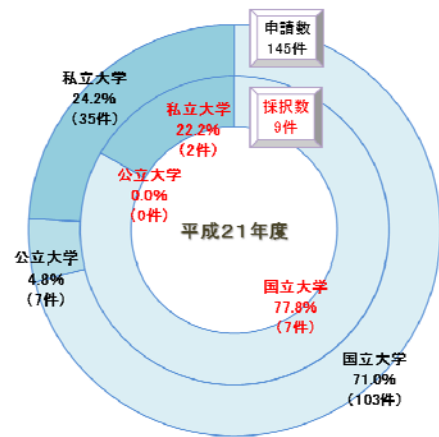 申請数
145件
私立大学
24.2%
(35件)
私立大学
22.2%
(2件)
採択数
9件
公立大学
0.0%
(0件)
平成21年度
公立大学
4.8%
(7件)
国立大学
77.8%
(7件)
国立大学
71.0%
(103件)